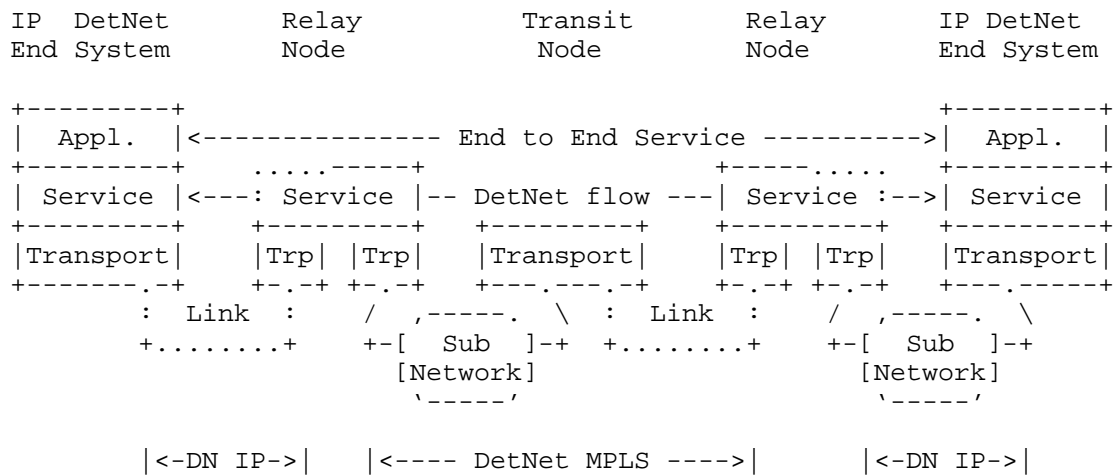 IP  DetNet         Relay           Transit         Relay         IP DetNet
End System         Node             Node           Node          End System

+---------+                                              +---------+
|  Appl.  |<--------------- End to End Service ---------->|  Appl.  |
+---------+    .....-----+                   +-----.....   +---------+
| Service |<---: Service |-- DetNet flow ---| Service :-->| Service |
+---------+    +---------+    +---------+    +---------+   +---------+
|Transport|    |Trp| |Trp|    |Transport|    |Trp| |Trp|   |Transport|
+-------.-+    +-.-+ +-.-+    +---.---.-+    +-.-+ +-.-+   +---.-----+
        :  Link  :    /  ,-----.  \  :  Link  :    /  ,-----.  \
        +........+    +-[  Sub  ]-+  +........+    +-[  Sub  ]-+
                        [Network]                    [Network]
                         `-----'                      `-----'

        |<-DN IP->|   |<---- DetNet MPLS ---->|     |<-DN IP->|